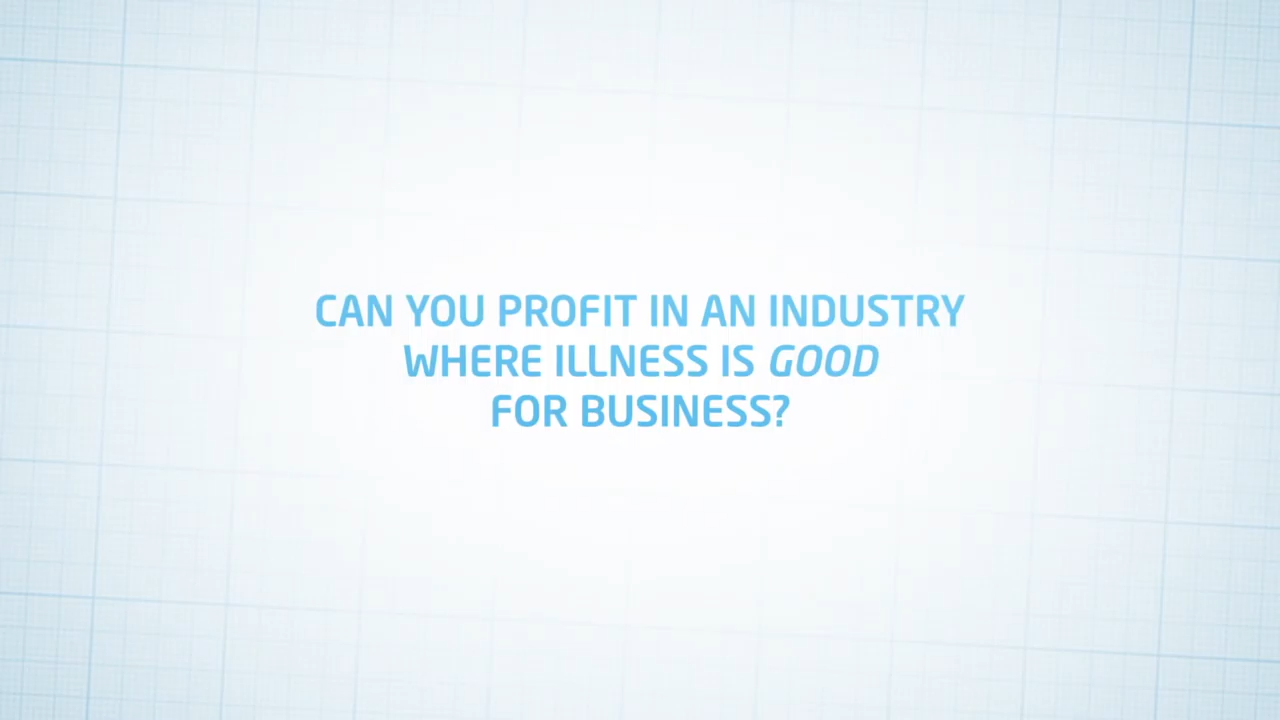 CAN YOU PROFIT IN AN INDUSTRY
WHERE ILLNESS IS GOOD
FOR BUSINESS?